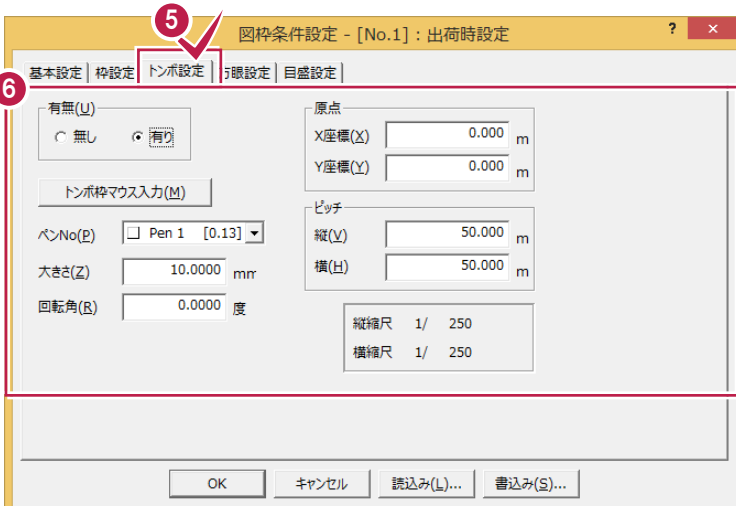 5
図枠条件設定 - [No.1] : 出荷時設定
? ×
基本設定 枠設定 トンボ設定 方眼設定 目盛設定
6
有無(U)
無し 有り
原点
X座標(X) 0.000 m
Y座標(Y) 0.000 m
トンボ枠マウス入力(M)
ピッチ
ペンNo(P) Pen 1 [0.13]
縦(V) 50.000 m
大きさ(Z) 10.0000 mm
横(H) 50.000 m
回転角(R) 0.0000 度
縦縮尺 1/ 250
横縮尺 1/ 250
OK キャンセル 読込み(L)... 書込み(S)...